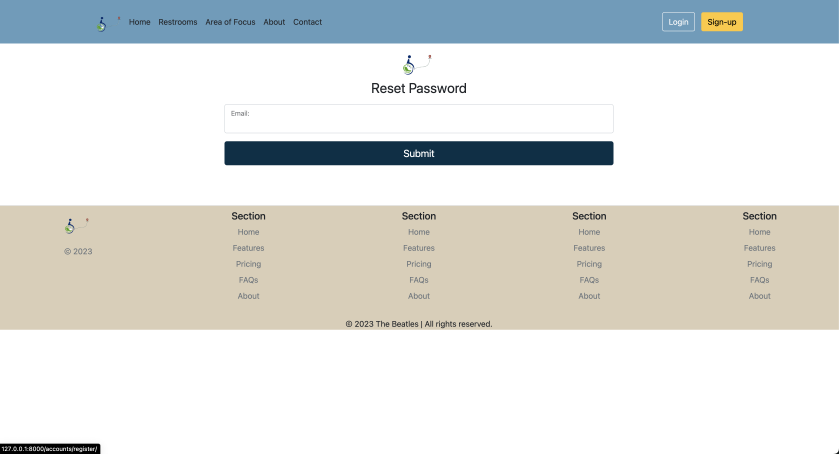 Home Restrooms Area of Focus About Contact Login Sign-up
Reset Password
Email:
Submit
© 2023
Section
Home
Features
Pricing
FAQs
About
Section
Home
Features
Pricing
FAQs
About
Section
Home
Features
Pricing
FAQs
About
Section
Home
Features
Pricing
FAQs
About
© 2023 The Beatles | All rights reserved.
127.0.0.1:8000/accounts/register/